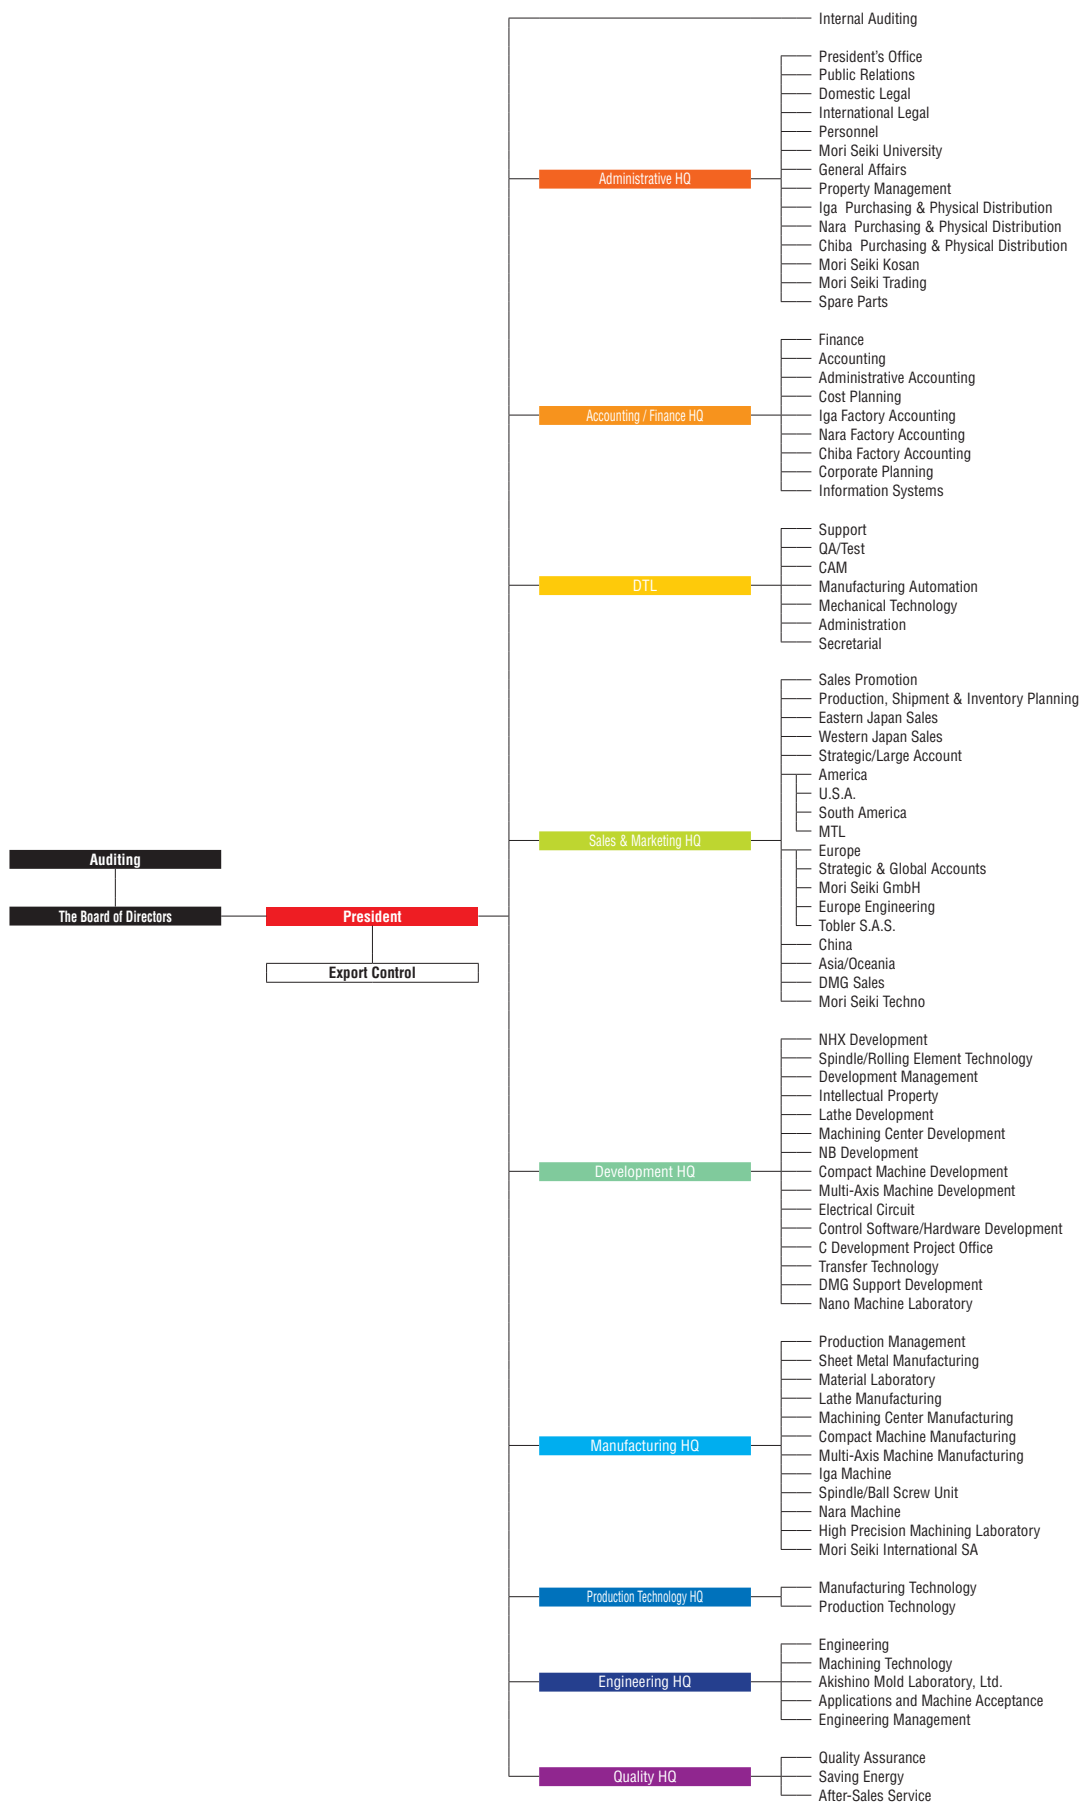 Internal Auditing
President's Office
Public Relations
Domestic Legal
International Legal
Personnel
Mori Seiki University
General Affairs
Administrative HQ
Property Management
Iga Purchasing & Physical Distribution
Nara Purchasing & Physical Distribution
Chiba Purchasing & Physical Distribution
Mori Seiki Kosan
Mori Seiki Trading
Spare Parts
Finance
Accounting
Administrative Accounting
Cost Planning
Accounting / Finance HQ
Iga Factory Accounting
Nara Factory Accounting
Chiba Factory Accounting
Corporate Planning
Information Systems
Support
QA/Test
CAM
DTL
Manufacturing Automation
Mechanical Technology
Administration
Secretarial
Sales Promotion
Production, Shipment & Inventory Planning
Eastern Japan Sales
Western Japan Sales
Strategic/Large Account
America
U.S.A.
South America
MTL
Sales & Marketing HQ
Europe
Strategic & Global Accounts
Mori Seiki GmbH
Europe Engineering
Tobler S.A.S.
China
Asia/Oceania
DMG Sales
Mori Seiki Techno
Auditing
The Board of Directors
President
Export Control
NHX Development
Spindle/Rolling Element Technology
Development Management
Intellectual Property
Lathe Development
Machining Center Development
NB Development
Development HQ
Compact Machine Development
Multi-Axis Machine Development
Electrical Circuit
Control Software/Hardware Development
C Development Project Office
Transfer Technology
DMG Support Development
Nano Machine Laboratory
Production Management
Sheet Metal Manufacturing
Material Laboratory
Lathe Manufacturing
Machining Center Manufacturing
Compact Machine Manufacturing
Manufacturing HQ
Multi-Axis Machine Manufacturing
Iga Machine
Spindle/Ball Screw Unit
Nara Machine
High Precision Machining Laboratory
Mori Seiki International SA
Manufacturing Technology
Production Technology HQ
Production Technology
Engineering
Machining Technology
Engineering HQ
Akishino Mold Laboratory, Ltd.
Applications and Machine Acceptance
Engineering Management
Quality Assurance
Quality HQ
Saving Energy
After-Sales Service